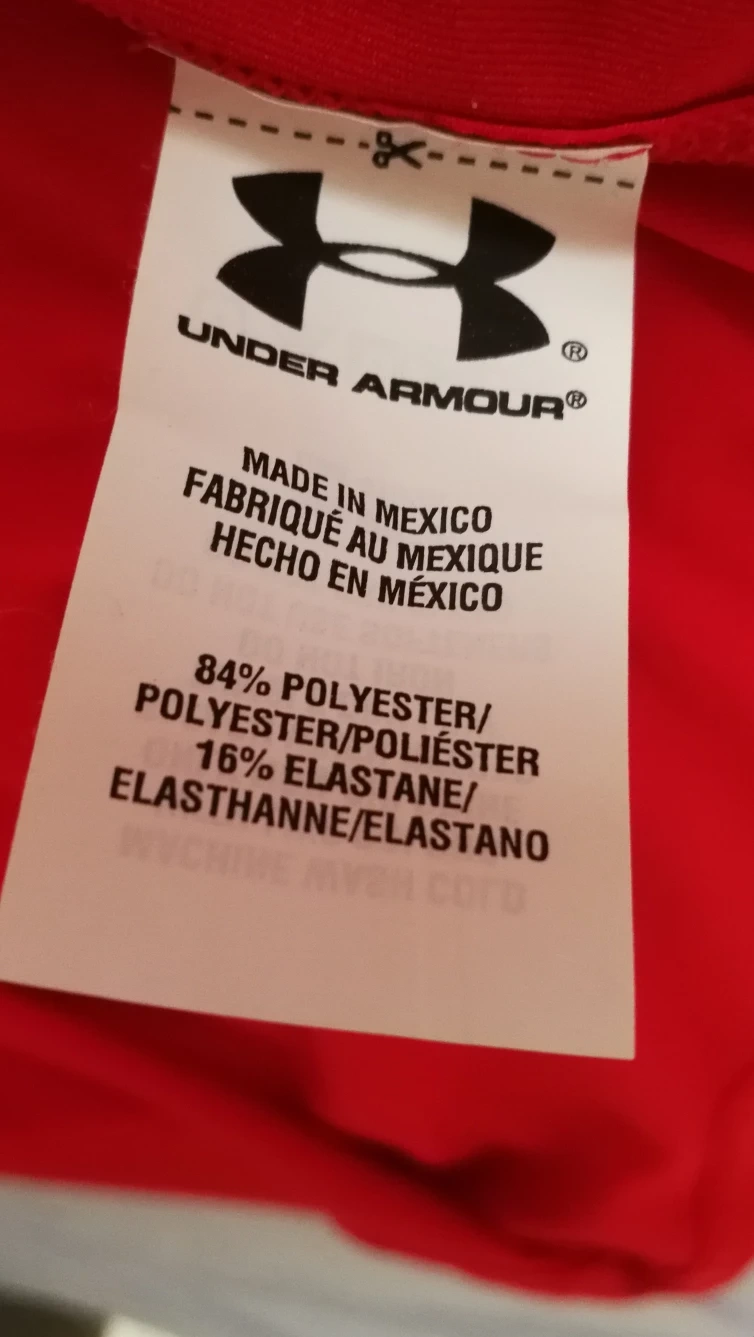 ®
UNDER ARMOUR®
MADE IN MEXICO
FABRIQUÉ AU MEXIQUE
HECHO EN MÉXICO
84% POLYESTER/
POLYESTER/POLIÉSTER
16% ELASTANE/
ELASTHANNE/ELASTANO